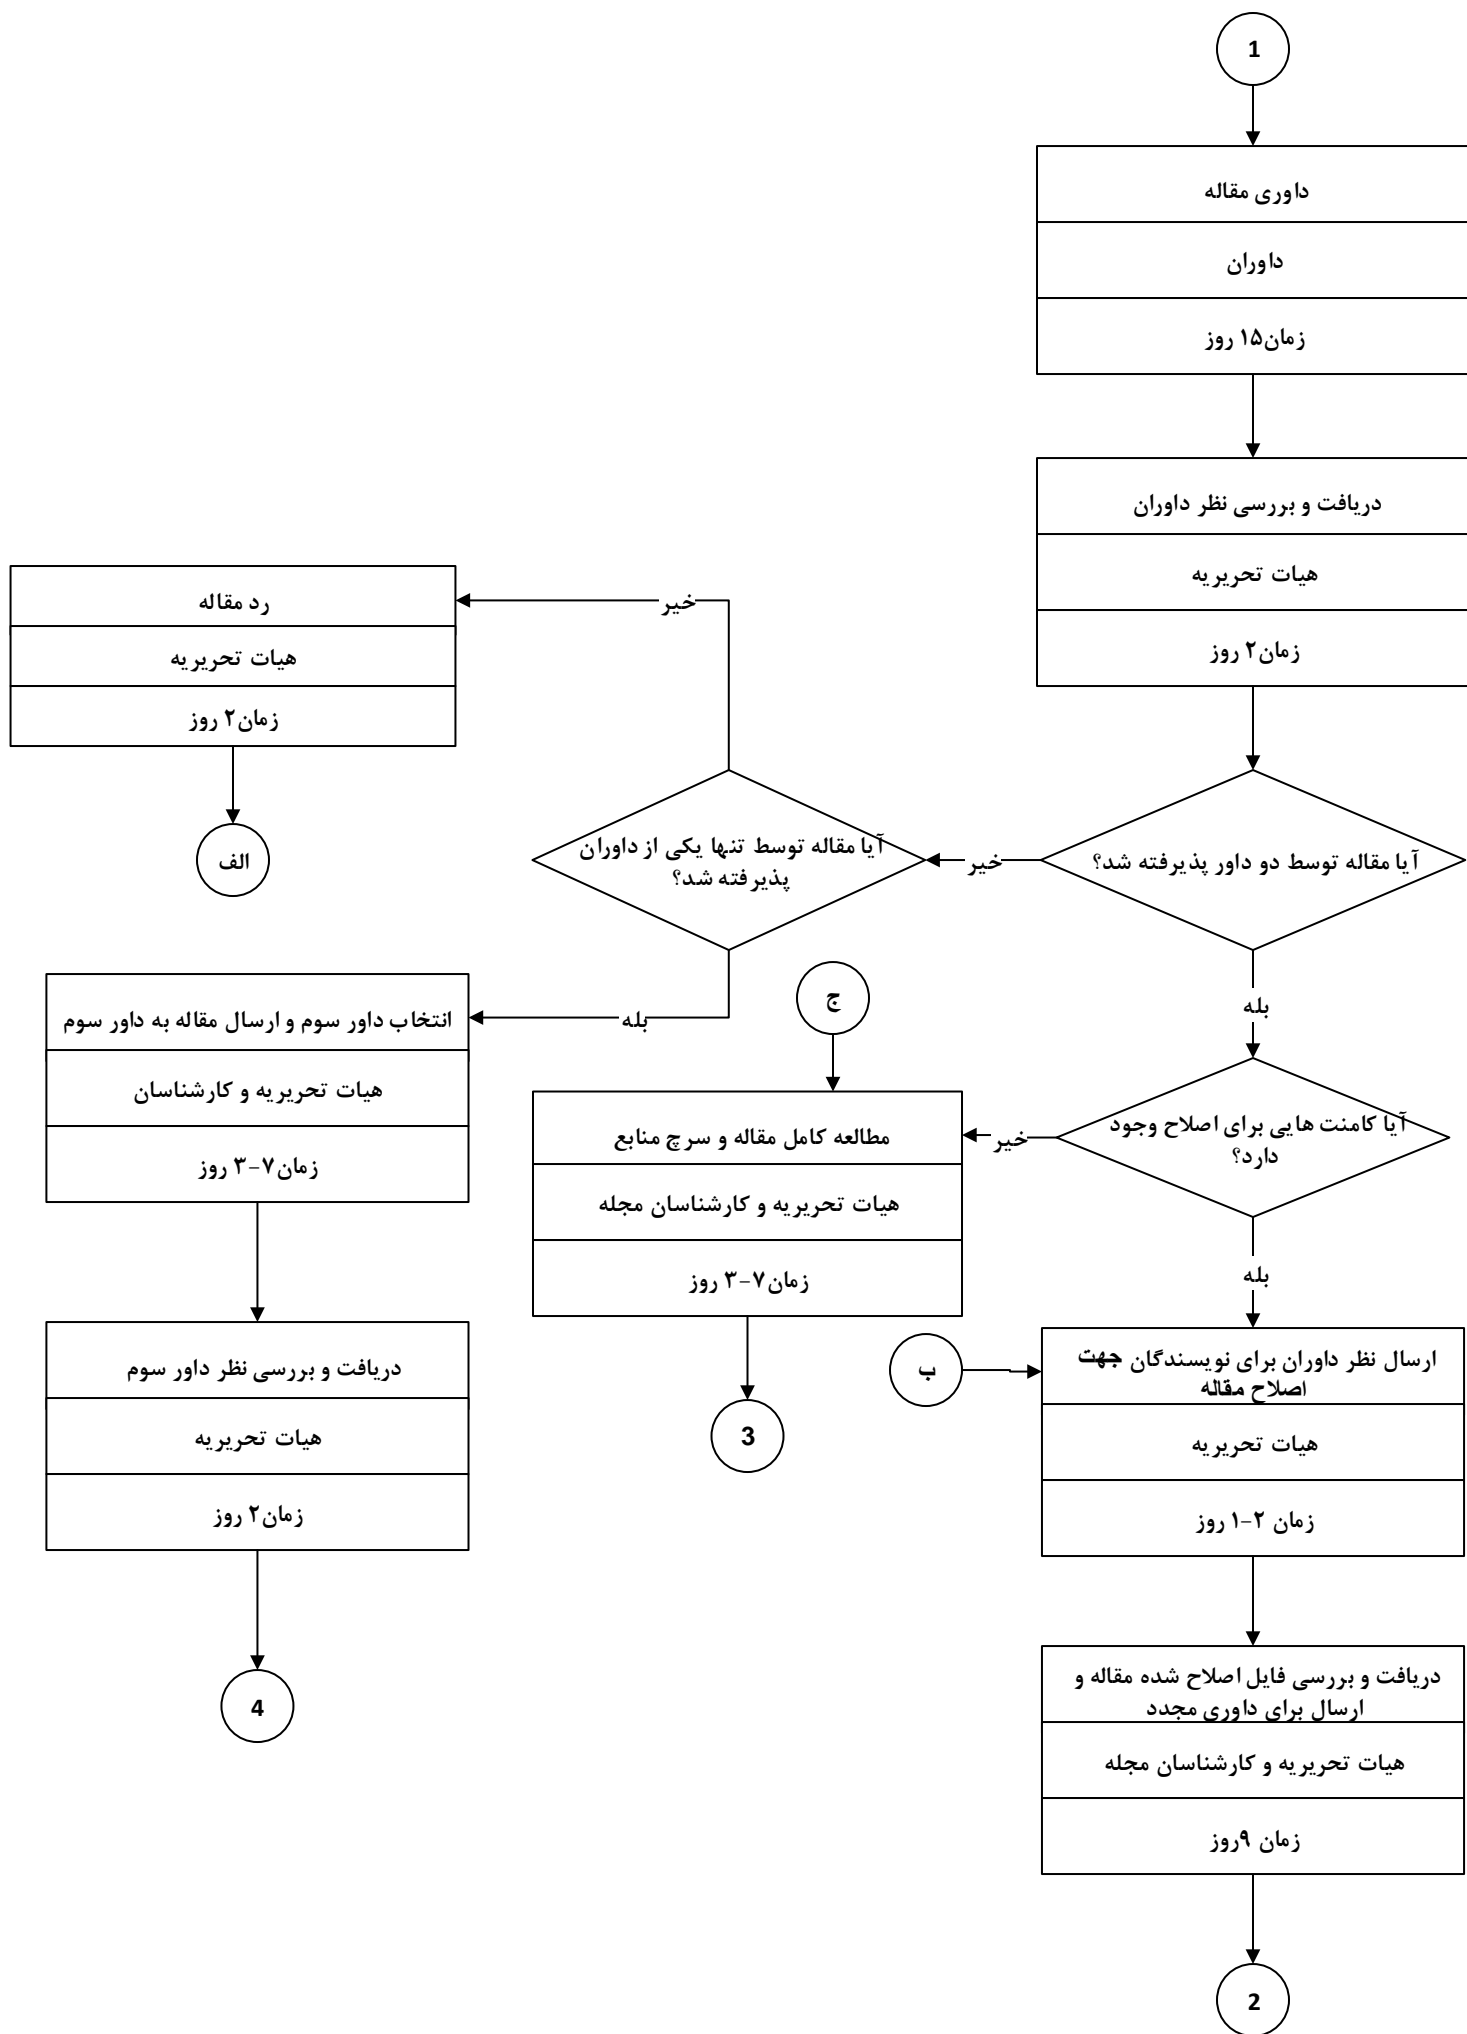 1
داوری مقاله
داوران
زمان۱۵ روز
دریافت و بررسی نظر داوران
هیات تحریریه
زمان۲ روز
آیا مقاله توسط دو داور پذیرفته شد؟
خیر
آیا مقاله توسط تنها یکی از داوران
پذیرفته شد؟
خیر
رد مقاله
هیات تحریریه
زمان۲ روز
الف
بله
انتخاب داور سوم و ارسال مقاله به داور سوم
هیات تحریریه و کارشناسان
زمان۷-۳ روز
دریافت و بررسی نظر داور سوم
هیات تحریریه
زمان۲ روز
4
بله
آیا کامنت هایی برای اصلاح وجود
دارد؟
خیر
ج
مطالعه کامل مقاله و سرچ منابع
هیات تحریریه و کارشناسان مجله
زمان۷-۳ روز
3
بله
ب
ارسال نظر داوران برای نویسندگان جهت
اصلاح مقاله
هیات تحریریه
زمان ۲-۱ روز
دریافت و بررسی فایل اصلاح شده مقاله و
ارسال برای داوری مجدد
هیات تحریریه و کارشناسان مجله
زمان ۹روز
2